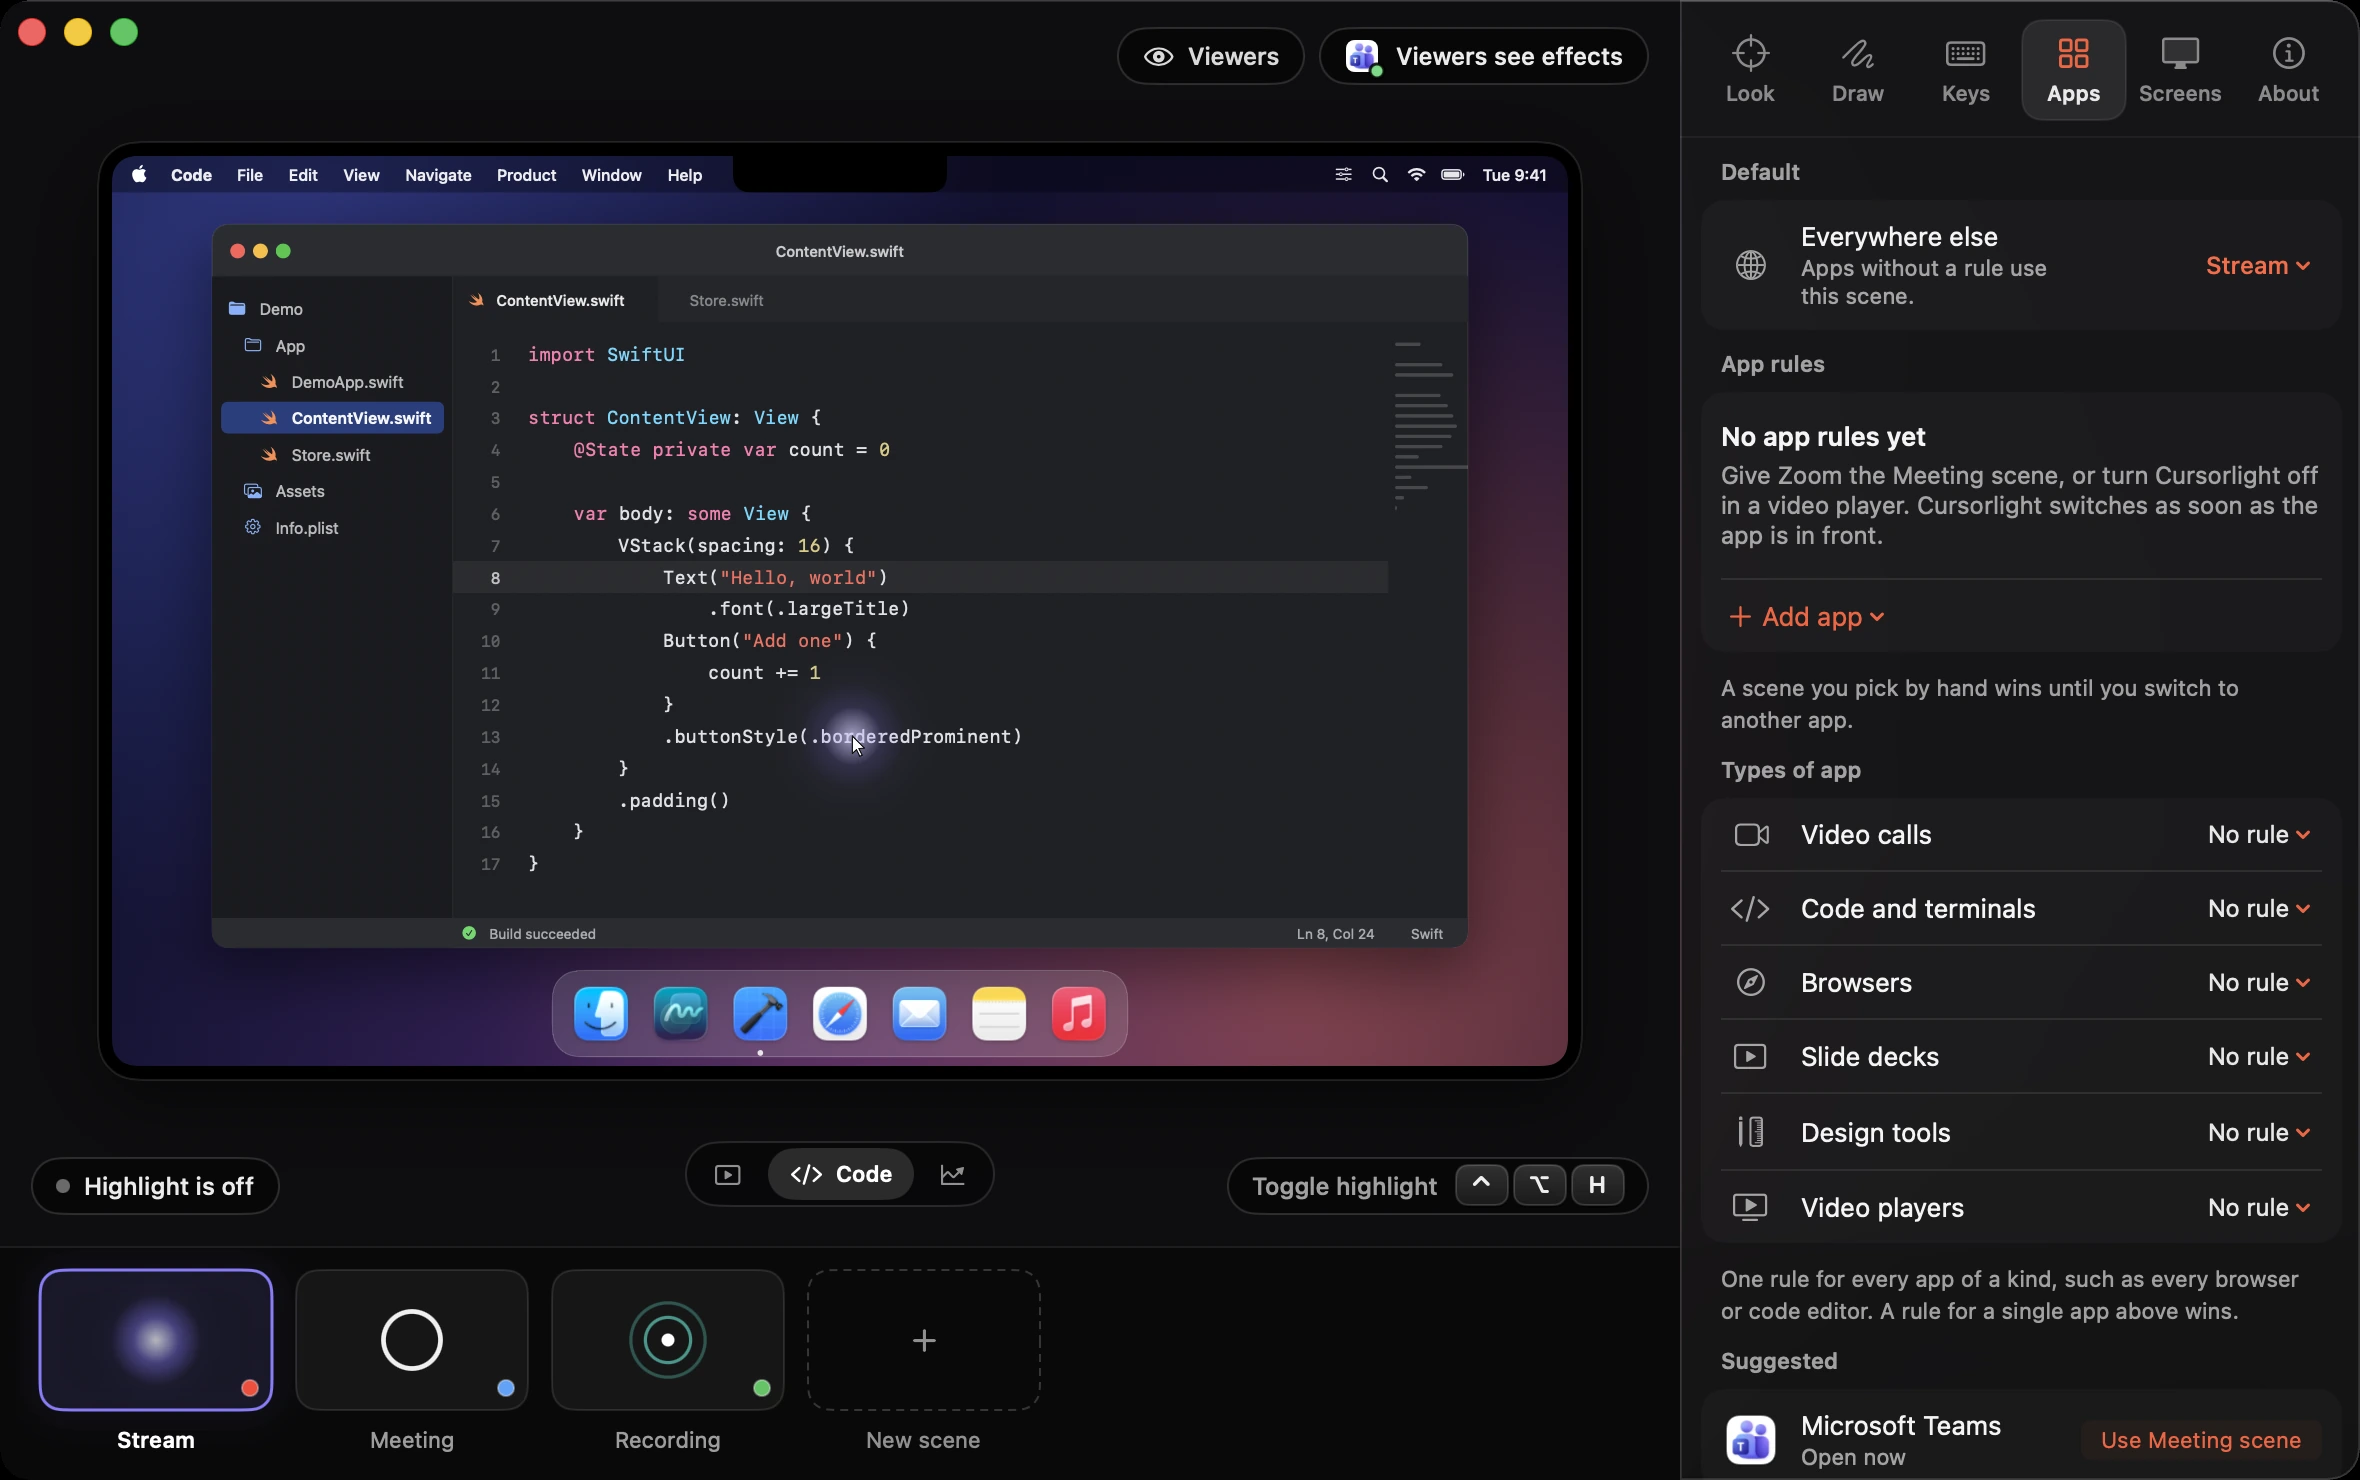 Viewers
Viewers see effects
Look
Draw
Keys
Apps
Screens
About
Code File Edit View Navigate Product Window Help
Tue 9:41
ContentView.swift
Demo
App
DemoApp.swift
ContentView.swift
Store.swift
Assets
Info.plist
ContentView.swift
Store.swift
1 import SwiftUI
2
3 struct ContentView: View {
4 @State private var count = 0
5
6 var body: some View {
7 VStack(spacing: 16) {
8 Text("Hello, world")
9 .font(.largeTitle)
10 Button("Add one") {
11 count += 1
12 }
13 .buttonStyle(.borderedProminent)
14 }
15 .padding()
16 }
17 }
Build succeeded
Ln 8, Col 24
Swift
Highlight is off
</> Code
Toggle highlight ^ ⌥ H
Stream
Meeting
Recording
+
New scene
Default
Everywhere else
Apps without a rule use
this scene.
Stream
App rules
No app rules yet
Give Zoom the Meeting scene, or turn Cursorlight off
in a video player. Cursorlight switches as soon as the
app is in front.
+ Add app
A scene you pick by hand wins until you switch to
another app.
Types of app
Video calls No rule
</> Code and terminals No rule
Browsers No rule
Slide decks No rule
Design tools No rule
Video players No rule
One rule for every app of a kind, such as every browser
or code editor. A rule for a single app above wins.
Suggested
Microsoft Teams
Open now
Use Meeting scene